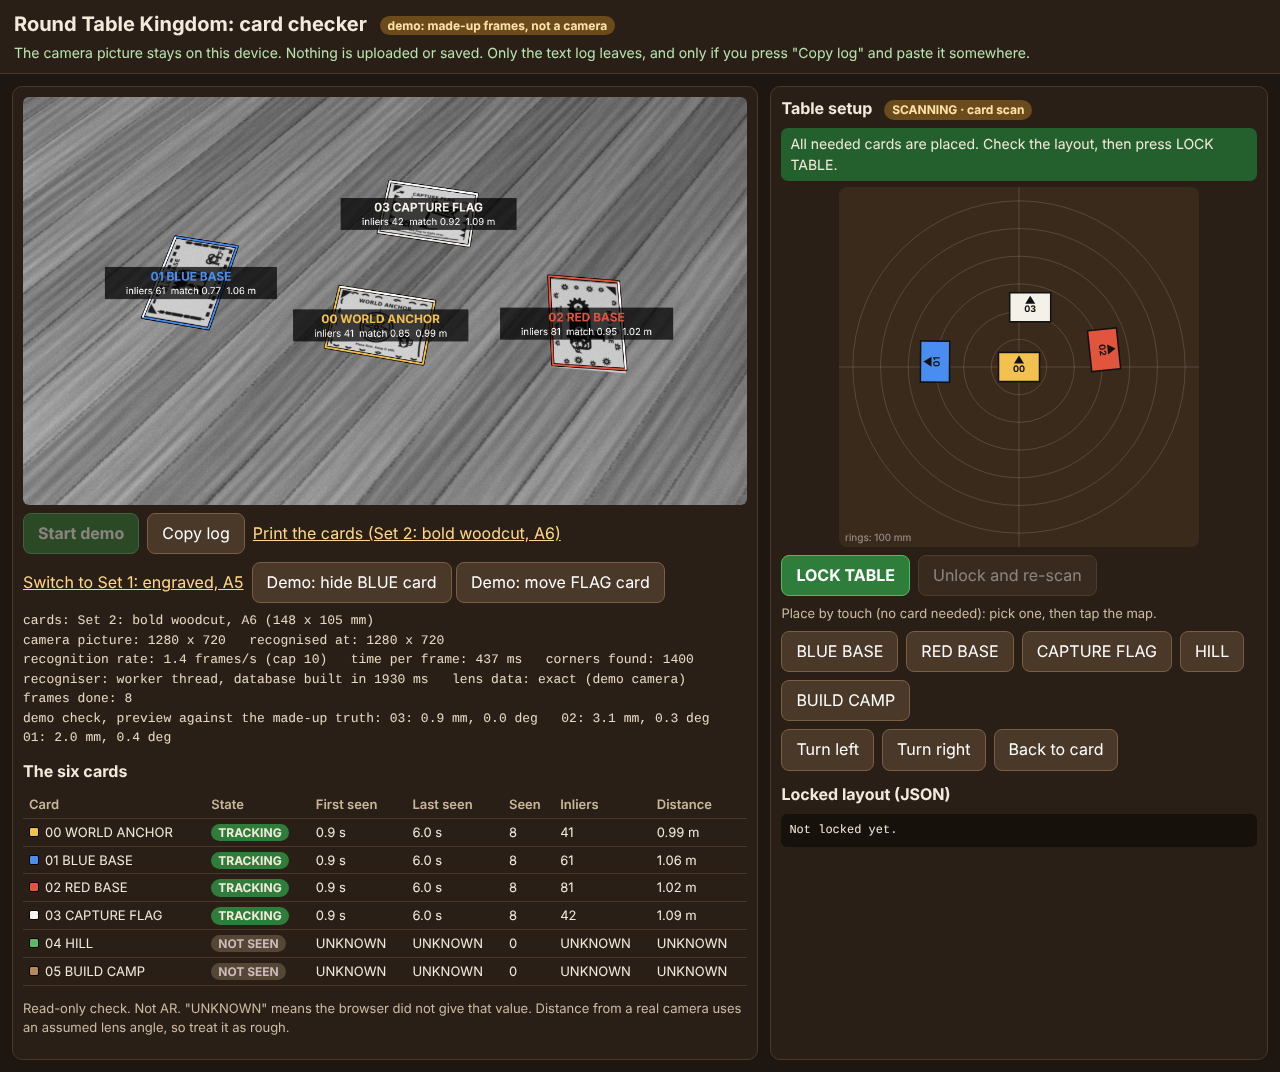 Round Table Kingdom: card checker demo: made-up frames, not a camera
The camera picture stays on this device. Nothing is uploaded or saved. Only the text log leaves, and only if you press "Copy log" and paste it somewhere.
03 CAPTURE FLAG
inliers 42 match 0.92 1.09 m
01 BLUE BASE
inliers 61 match 0.77 1.06 m
WORLD ANCHOR
00 WORLD ANCHOR
inliers 41 match 0.85 0.99 m
02 RED BASE
inliers 81 match 0.95 1.02 m
Start demo
Copy log
Print the cards (Set 2: bold woodcut, A6)
Switch to Set 1: engraved, A5
Demo: hide BLUE card
Demo: move FLAG card
cards: Set 2: bold woodcut, A6 (148 x 105 mm)
camera picture: 1280 x 720 recognised at: 1280 x 720
recognition rate: 1.4 frames/s (cap 10) time per frame: 437 ms corners found: 1400
recogniser: worker thread, database built in 1930 ms lens data: exact (demo camera)
frames done: 8
demo check, preview against the made-up truth: 03: 0.9 mm, 0.0 deg 02: 3.1 mm, 0.3 deg
01: 2.0 mm, 0.4 deg
The six cards
Card State First seen Last seen Seen Inliers Distance
00 WORLD ANCHOR TRACKING 0.9 s 6.0 s 8 41 0.99 m
01 BLUE BASE TRACKING 0.9 s 6.0 s 8 61 1.06 m
02 RED BASE TRACKING 0.9 s 6.0 s 8 81 1.02 m
03 CAPTURE FLAG TRACKING 0.9 s 6.0 s 8 42 1.09 m
04 HILL NOT SEEN UNKNOWN UNKNOWN 0 UNKNOWN UNKNOWN
05 BUILD CAMP NOT SEEN UNKNOWN UNKNOWN 0 UNKNOWN UNKNOWN
Read-only check. Not AR. "UNKNOWN" means the browser did not give that value. Distance from a real camera uses
an assumed lens angle, so treat it as rough.
Table setup SCANNING · card scan
All needed cards are placed. Check the layout, then press LOCK
TABLE.
03
01
02
00
rings: 100 mm
LOCK TABLE
Unlock and re-scan
Place by touch (no card needed): pick one, then tap the map.
BLUE BASE
RED BASE
CAPTURE FLAG
HILL
BUILD CAMP
Turn left
Turn right
Back to card
Locked layout (JSON)
Not locked yet.